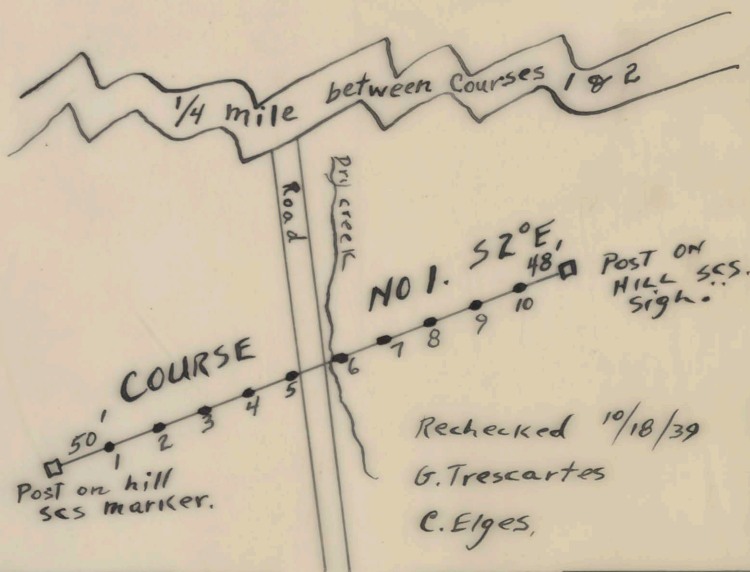 1/4 mile between Courses 1 & 2
Road
Dry creek
COURSE NO 1. S2°E,
50'
1 2 3 4 5 6 7 8 9 10
48'
POST ON
HILL SCS.
Sign.
Post on hill
scs marker.
Rechecked 10/18/39
G. Trescartes
C. Elges,